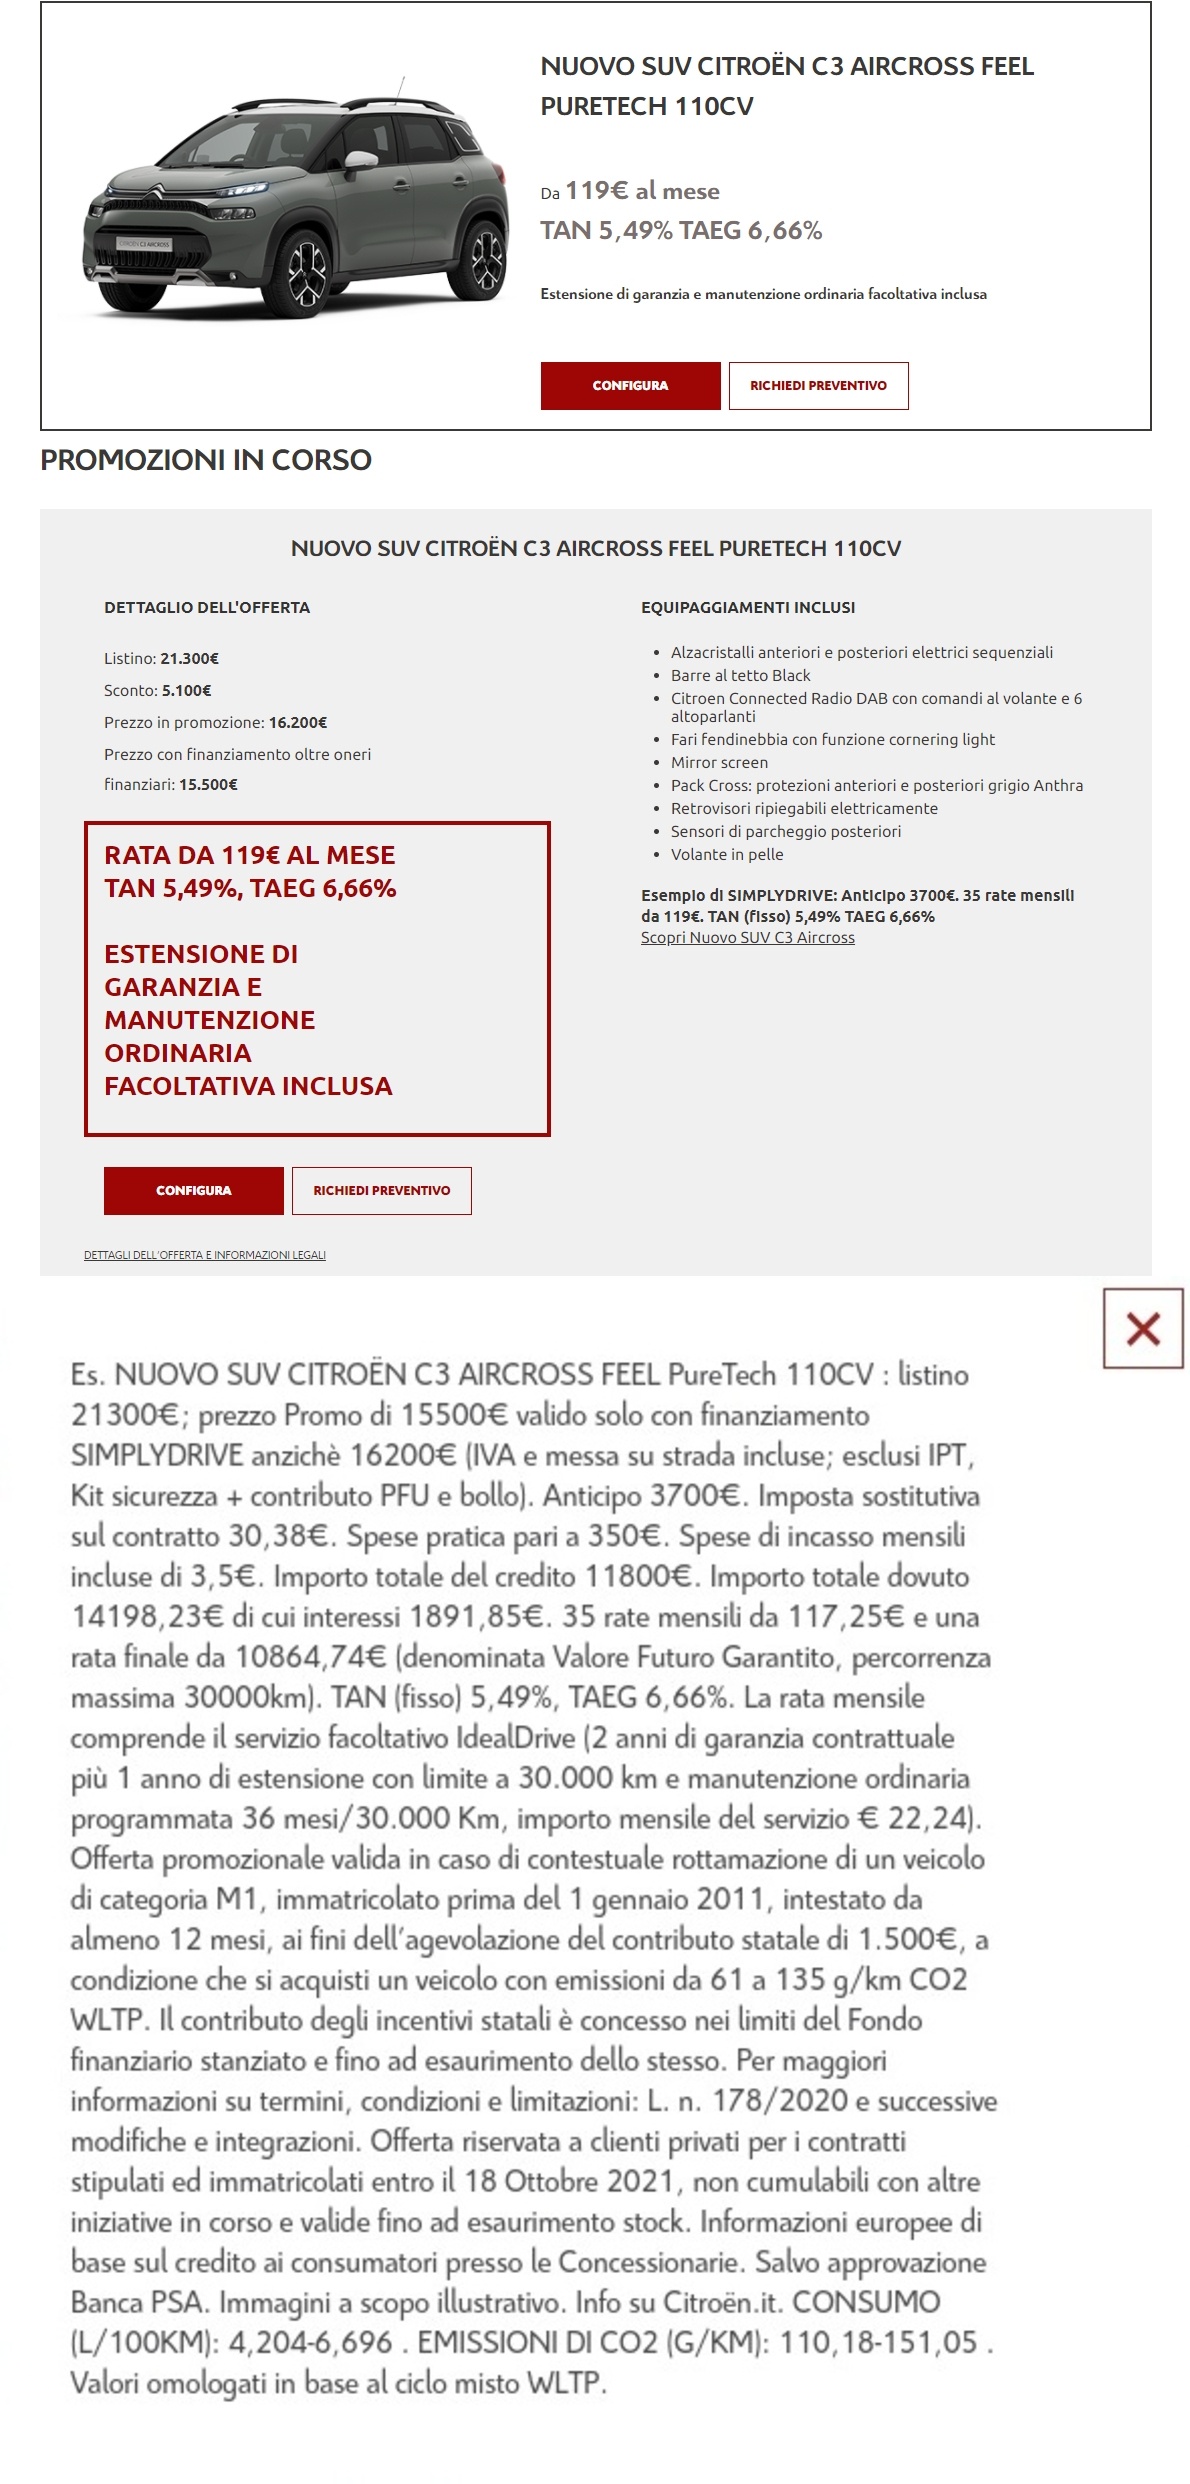 NUOVO SUV CITROËN C3 AIRCROSS FEEL
PURETECH 110CV
Da 119€ al mese
TAN 5,49% TAEG 6,66%
Estensione di garanzia e manutenzione ordinaria facoltativa inclusa
CITROËN C3 AIRCROSS
CONFIGURA
RICHIEDI PREVENTIVO
PROMOZIONI IN CORSO
NUOVO SUV CITROËN C3 AIRCROSS FEEL PURETECH 110CV
DETTAGLIO DELL'OFFERTA
Listino: 21.300€
Sconto: 5.100€
Prezzo in promozione: 16.200€
Prezzo con finanziamento oltre oneri
finanziari: 15.500€
RATA DA 119€ AL MESE
TAN 5,49%, TAEG 6,66%
ESTENSIONE DI
GARANZIA E
MANUTENZIONE
ORDINARIA
FACOLTATIVA INCLUSA
CONFIGURA
RICHIEDI PREVENTIVO
EQUIPAGGIAMENTI INCLUSI
• Alzacristalli anteriori e posteriori elettrici sequenziali
• Barre al tetto Black
• Citroen Connected Radio DAB con comandi al volante e 6
altoparlanti
• Fari fendinebbia con funzione cornering light
• Mirror screen
• Pack Cross: protezioni anteriori e posteriori grigio Anthra
• Retrovisori ripiegabili elettricamente
• Sensori di parcheggio posteriori
• Volante in pelle
Esempio di SIMPLYDRIVE: Anticipo 3700€. 35 rate mensili
da 119€. TAN (fisso) 5,49% TAEG 6,66%
Scopri Nuovo SUV C3 Aircross
DETTAGLI DELL'OFFERTA E INFORMAZIONI LEGALI
Es. NUOVO SUV CITROËN C3 AIRCROSS FEEL PureTech 110CV : listino
21300€; prezzo Promo di 15500€ valido solo con finanziamento
SIMPLYDRIVE anzichè 16200€ (IVA e messa su strada incluse; esclusi IPT,
Kit sicurezza + contributo PFU e bollo). Anticipo 3700€. Imposta sostitutiva
sul contratto 30,38€. Spese pratica pari a 350€. Spese di incasso mensili
incluse di 3,5€. Importo totale del credito 11800€. Importo totale dovuto
14198,23€ di cui interessi 1891,85€. 35 rate mensili da 117,25€ e una
rata finale da 10864,74€ (denominata Valore Futuro Garantito, percorrenza
massima 30000km). TAN (fisso) 5,49%, TAEG 6,66%. La rata mensile
comprende il servizio facoltativo IdealDrive (2 anni di garanzia contrattuale
più 1 anno di estensione con limite a 30.000 km e manutenzione ordinaria
programmata 36 mesi/30.000 Km, importo mensile del servizio € 22,24).
Offerta promozionale valida in caso di contestuale rottamazione di un veicolo
di categoria M1, immatricolato prima del 1 gennaio 2011, intestato da
almeno 12 mesi, ai fini dell'agevolazione del contributo statale di 1.500€, a
condizione che si acquisti un veicolo con emissioni da 61 a 135 g/km CO2
WLTP. Il contributo degli incentivi statali è concesso nei limiti del Fondo
finanziario stanziato e fino ad esaurimento dello stesso. Per maggiori
informazioni su termini, condizioni e limitazioni: L. n. 178/2020 e successive
modifiche e integrazioni. Offerta riservata a clienti privati per i contratti
stipulati ed immatricolati entro il 18 Ottobre 2021, non cumulabili con altre
iniziative in corso e valide fino ad esaurimento stock. Informazioni europee di
base sul credito ai consumatori presso le Concessionarie. Salvo approvazione
Banca PSA. Immagini a scopo illustrativo. Info su Citroën.it. CONSUMO
(L/100KM): 4,204-6,696 . EMISSIONI DI CO2 (G/KM): 110,18-151,05 .
Valori omologati in base al ciclo misto WLTP.